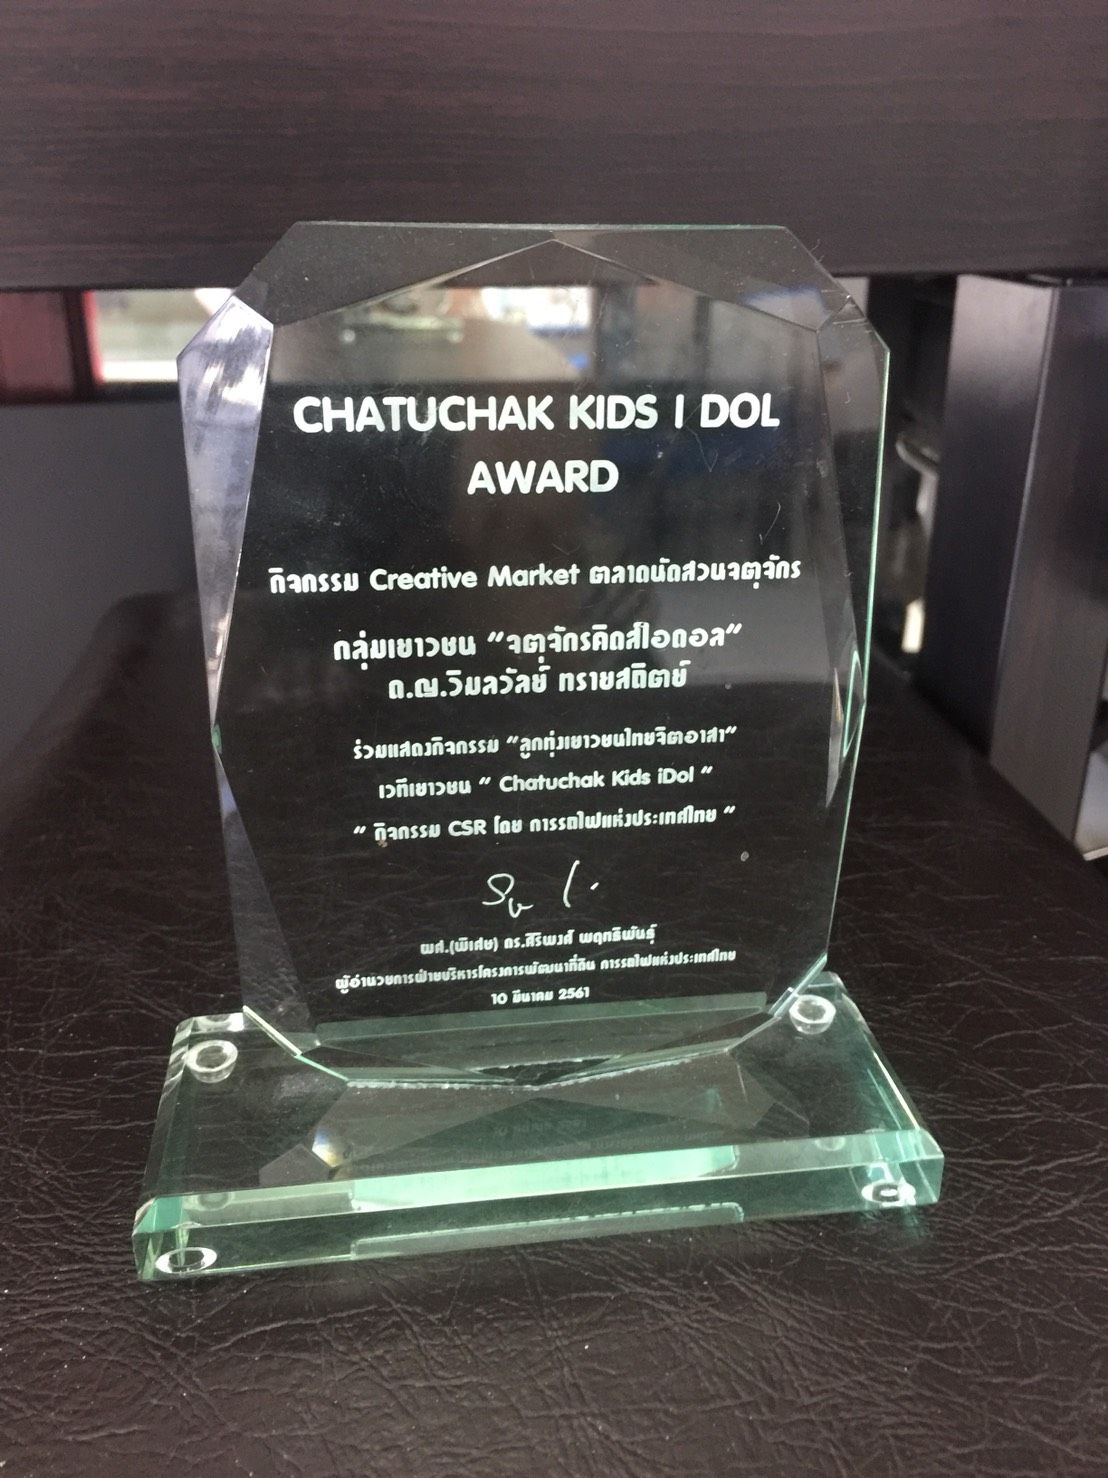 CHATUCHAK KIDS I DOL
AWARD
กิจกรรม Creative Market ตลาดนัดสวนจตุจักร
กลุ่มเยาวชน “จตุจักรคิดส์ไอดอล”
ด.ญ.วิมลวัลย์ ทรายสถิตย์
ร่วมแสดงกิจกรรม “ลูกทุ่งเยาวชนไทยจิตอาสา”
เวทีเยาวชน “ Chatuchak Kids iDol ”
“ กิจกรรม CSR โดย การรถไฟแห่งประเทศไทย ”
ผศ.(พิเศษ) ดร.ศิริพงศ์ พฤทธิพันธุ์
ผู้อำนวยการฝ่ายบริหารโครงการพัฒนาที่ดิน การรถไฟแห่งประเทศไทย
10 มีนาคม 2561